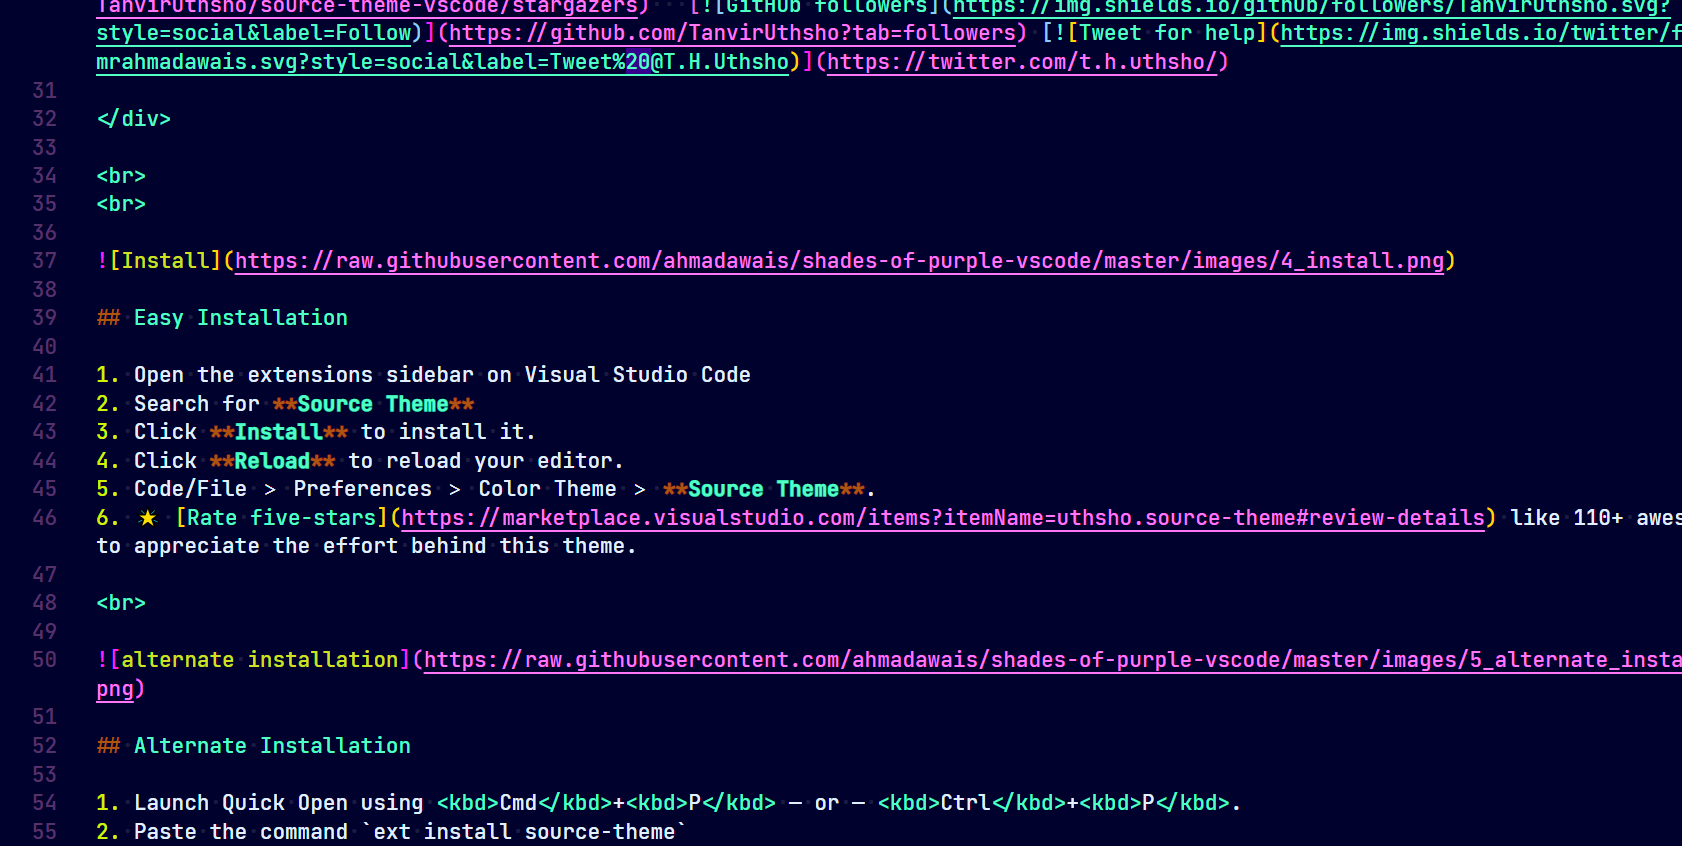 TanvirUthsho/source-theme-vscode/stargazers)   [![GitHub followers](https://img.shields.io/github/followers/TanvirUthsho.svg?
style=social&label=Follow)](https://github.com/TanvirUthsho?tab=followers) [![Tweet for help](https://img.shields.io/twitter/f
mrahmadawais.svg?style=social&label=Tweet%20@T.H.Uthsho)](https://twitter.com/t.h.uthsho/)
31
32 </div>
33
34 <br>
35 <br>
36
37 ![Install](https://raw.githubusercontent.com/ahmadawais/shades-of-purple-vscode/master/images/4_install.png)
38
39 ## Easy Installation
40
41 1. Open the extensions sidebar on Visual Studio Code
42 2. Search for **Source Theme**
43 3. Click **Install** to install it.
44 4. Click **Reload** to reload your editor.
45 5. Code/File > Preferences > Color Theme > **Source Theme**.
46 6. 🌟 [Rate five-stars](https://marketplace.visualstudio.com/items?itemName=uthsho.source-theme#review-details) like 110+ awes
to appreciate the effort behind this theme.
47
48 <br>
49
50 ![alternate installation](https://raw.githubusercontent.com/ahmadawais/shades-of-purple-vscode/master/images/5_alternate_insta
png)
51
52 ## Alternate Installation
53
54 1. Launch Quick Open using <kbd>Cmd</kbd>+<kbd>P</kbd> — or — <kbd>Ctrl</kbd>+<kbd>P</kbd>.
55 2. Paste the command `ext install source-theme`